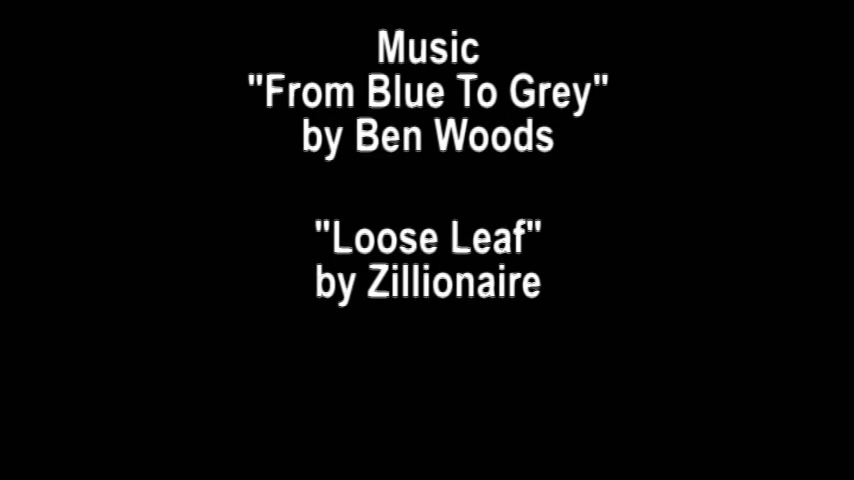 Music
"From Blue To Grey"
by Ben Woods
"Loose Leaf"
by Zillionaire